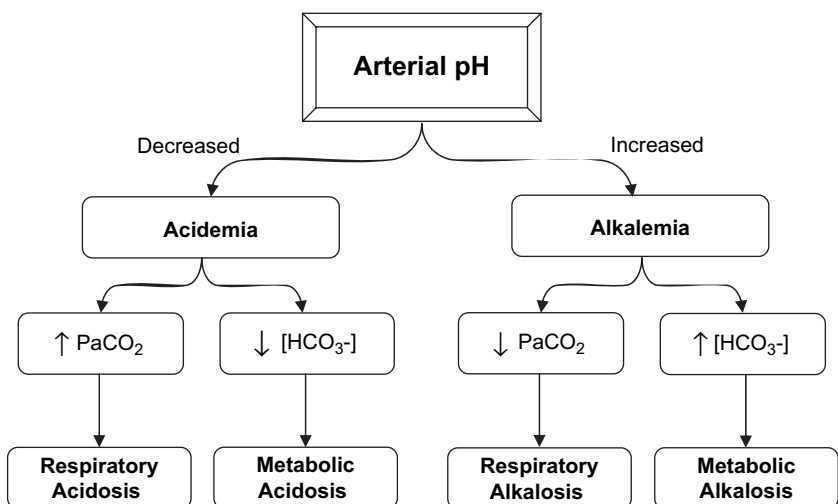 Arterial pH
Decreased
Increased
Acidemia
Alkalemia
↑ PaCO₂
↓ [HCO₃-]
↓ PaCO₂
↑ [HCO₃-]
Respiratory
Acidosis
Metabolic
Acidosis
Respiratory
Alkalosis
Metabolic
Alkalosis